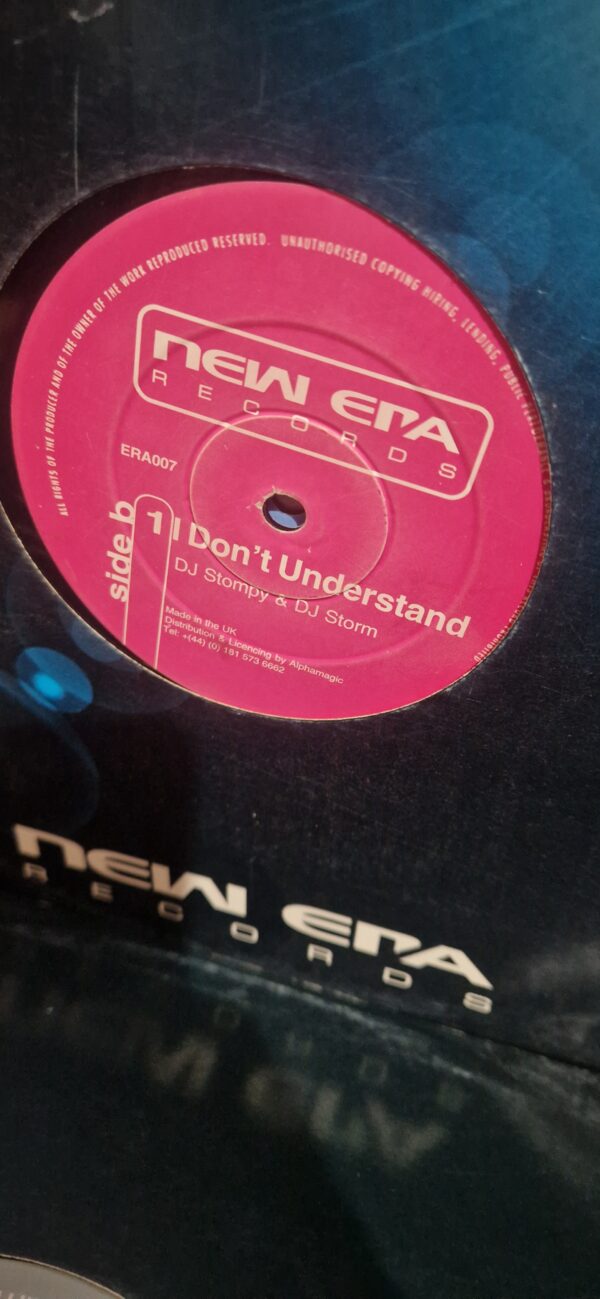 ALL RIGHTS OF THE PRODUCER AND OF THE OWNER OF THE WORK REPRODUCED RESERVED. UNAUTHORISED COPYING HIRING, LENDING, PUBLIC
NEW ERA
RECORDS
ERA007
side b
1 I Don't Understand
DJ Stompy & DJ Storm
Made in the UK
Distribution & Licencing by Alphamagic
Tel: +(44) (0) 181 573 6662
NEW ERA
RECORDS